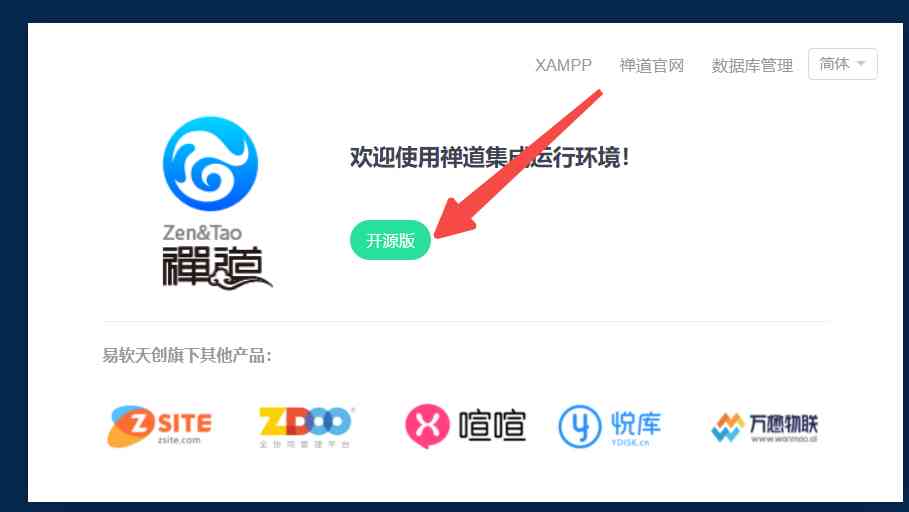 XAMPP 禅道官网 数据库管理 简体
欢迎使用禅道集成运行环境！
Zen&Tao
禪道
开源版
易软天创旗下其他产品：
Z SITE
zsite.com
ZDOO
全协同管理平台
喧喧
悦库
YDISK.cn
万想物联
www.wanmao.ai